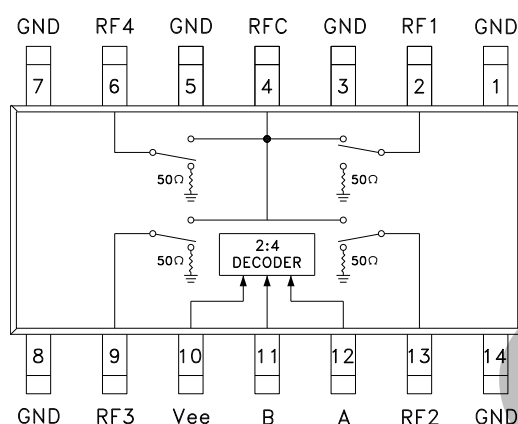 GND RF4 GND RFC GND RF1 GND
7 6 5 4 3 2 1
50Ω 50Ω
2:4
DECODER
50Ω 50Ω
8 9 10 11 12 13 14
GND RF3 Vee B A RF2 GND